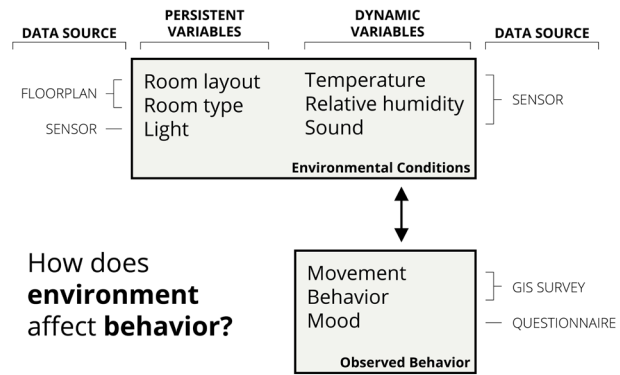 DATA SOURCE
PERSISTENT
VARIABLES
DYNAMIC
VARIABLES
DATA SOURCE
FLOORPLAN
SENSOR
Room layout
Room type
Light
Temperature
Relative humidity
Sound
Environmental Conditions
SENSOR
How does
environment
affect behavior?
Movement
Behavior
Mood
Observed Behavior
GIS SURVEY
QUESTIONNAIRE